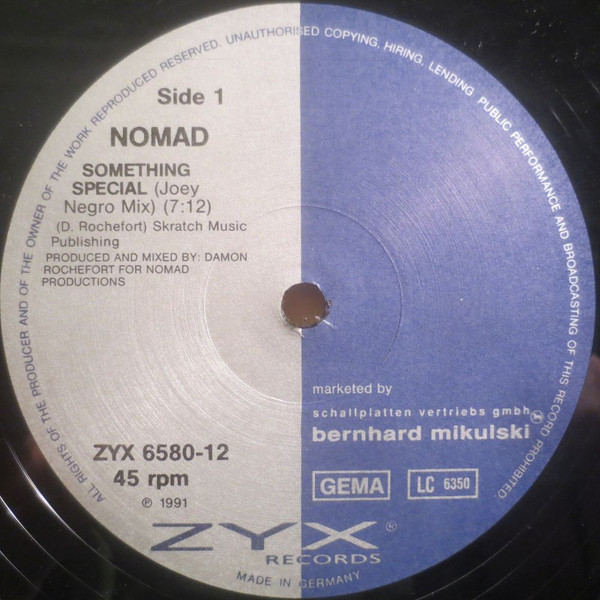 ALL RIGHTS OF THE PRODUCER AND OF THE OWNER OF THE WORK REPRODUCED RESERVED. UNAUTHORISED COPYING, HIRING, LENDING PUBLIC PERFORMANCE AND BROADCASTING OF THIS RECORD PROHIBITED.
Side 1
NOMAD
SOMETHING
SPECIAL (Joey
Negro Mix) (7:12)
(D. Rochefort) Skratch Music
Publishing
PRODUCED AND MIXED BY: DAMON
ROCHEFORT FOR NOMAD
PRODUCTIONS
marketed by
schallplatten vertriebs gmbh
bernhard mikulski
ZYX 6580-12
45 rpm
GEMA LC 6350
℗ 1991
ZYX®
RECORDS
MADE IN GERMANY